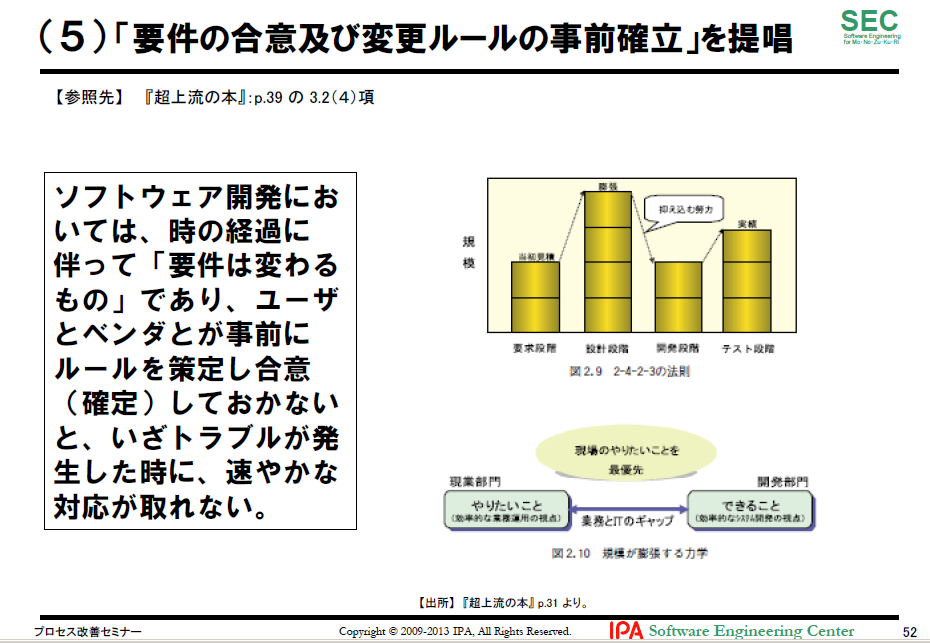 (５)「要件の合意及び変更ルールの事前確立」を提唱
SEC
Software Engineering
for Mo・No-Zu-Ku-Ri
【参照先】 『超上流の本』：p.39 の 3.2（４）項
ソフトウェア開発にお
いては、時の経過に
伴って「要件は変わる
もの」であり、ユーザ
とベンダとが事前に
ルールを策定し合意
（確定）しておかない
と、いざトラブルが発
生した時に、速やかな
対応が取れない。
膨張
抑え込む努力
実績
当初見積
規
模
要求段階 設計段階 開発段階 テスト段階
図2.9 2-4-2-3の法則
現場のやりたいことを
最優先
現業部門 開発部門
やりたいこと
（効率的な業務運用の視点）
できること
（効率的なシステム開発の視点）
業務とITのギャップ
図2.10 規模が膨張する力学
【出所】『超上流の本』p.31 より。
プロセス改善セミナー
Copyright © 2009-2013 IPA, All Rights Reserved.
IPA Software Engineering Center
52